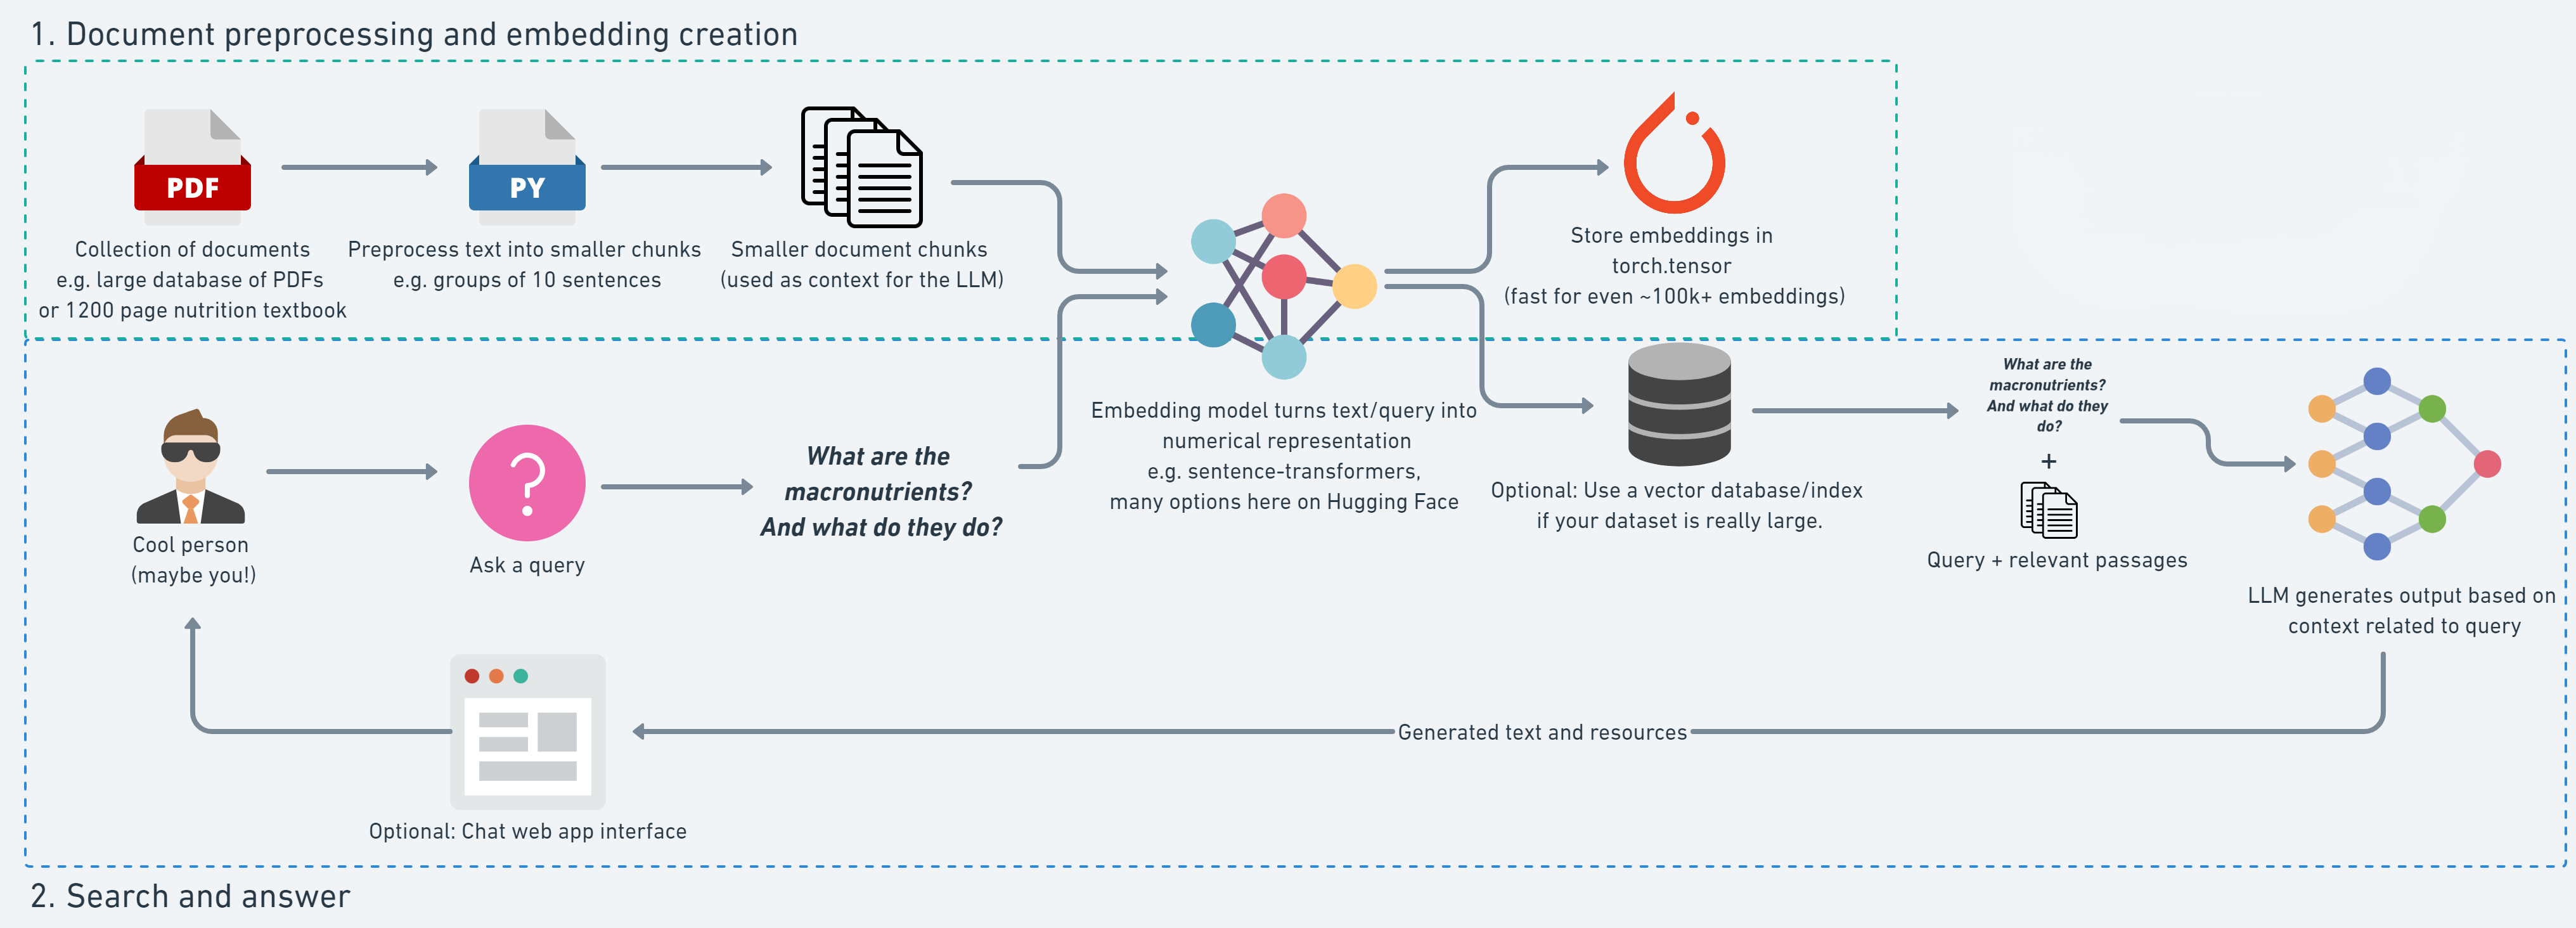 1. Document preprocessing and embedding creation
PDF
Collection of documents
e.g. large database of PDFs
or 1200 page nutrition textbook
PY
Preprocess text into smaller chunks
e.g. groups of 10 sentences
Smaller document chunks
(used as context for the LLM)
Store embeddings in
torch.tensor
(fast for even ~100k+ embeddings)
Cool person
(maybe you!)
?
Ask a query
What are the
macronutrients?
And what do they do?
Embedding model turns text/query into
numerical representation
e.g. sentence-transformers,
many options here on Hugging Face
Optional: Use a vector database/index
if your dataset is really large.
What are the
macronutrients?
And what do they
do?
+
Query + relevant passages
LLM generates output based on
context related to query
Generated text and resources
Optional: Chat web app interface
2. Search and answer